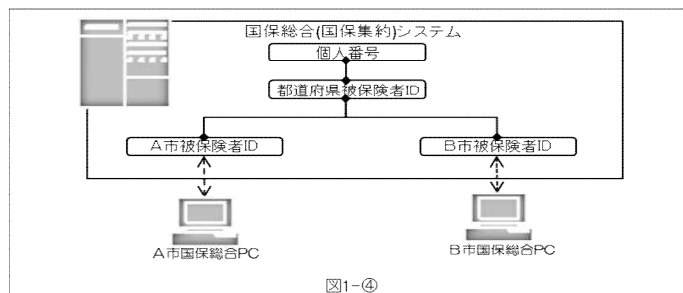 国保総合(国保集約)システム
個人番号
都道府県被保険者ID
A市被保険者ID
B市被保険者ID
A市国保総合PC
B市国保総合PC
図1-④